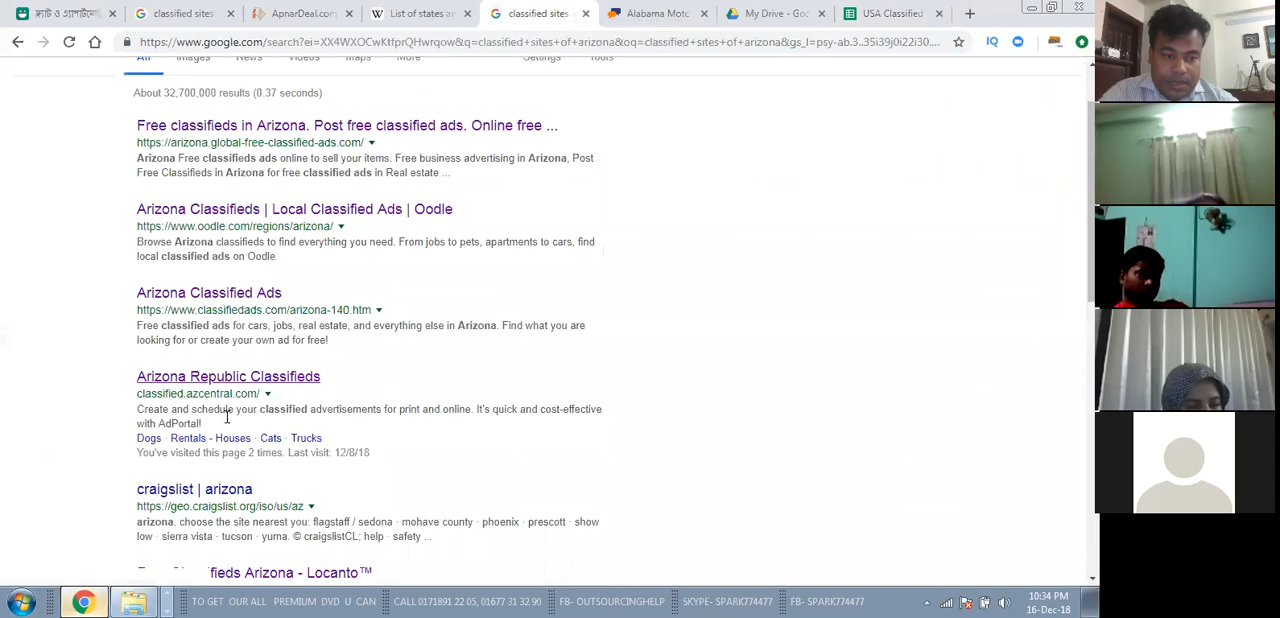 classified sites
ApnarDeal.com
List of states an
classified sites
Alabama Moto
My Drive - Goo
USA Classified
https://www.google.com/search?ei=XX4WXOCwKtfprQHwrqow&q=classified+sites+of+arizona&oq=classified+sites+of+arizona&gs_l=psy-ab.3..35i39j0i22i30....
All Images News Videos Maps More Settings Tools
About 32,700,000 results (0.37 seconds)
Free classifieds in Arizona. Post free classified ads. Online free ...
https://arizona.global-free-classified-ads.com/
Arizona Free classifieds ads online to sell your items. Free business advertising in Arizona, Post
Free Classifieds in Arizona for free classified ads in Real estate ...
Arizona Classifieds | Local Classified Ads | Oodle
https://www.oodle.com/regions/arizona/
Browse Arizona classifieds to find everything you need. From jobs to pets, apartments to cars, find
local classified ads on Oodle.
Arizona Classified Ads
https://www.classifiedads.com/arizona-140.htm
Free classified ads for cars, jobs, real estate, and everything else in Arizona. Find what you are
looking for or create your own ad for free!
Arizona Republic Classifieds
classified.azcentral.com/
Create and schedule your classified advertisements for print and online. It's quick and cost-effective
with AdPortal!
Dogs · Rentals - Houses · Cats · Trucks
You've visited this page 2 times. Last visit: 12/8/18
craigslist | arizona
https://geo.craigslist.org/iso/us/az
arizona. choose the site nearest you: flagstaff / sedona · mohave county · phoenix · prescott · show
low · sierra vista · tucson · yuma. © craigslistCL; help · safety ...
fieds Arizona - Locanto™
TO GET OUR ALL PREMIUM DVD U CAN CALL 0171891 22 05, 01677 31 32 90 FB- OUTSOURCINGHELP SKYPE- SPARK774477 FB- SPARK774477
10:34 PM
16-Dec-18